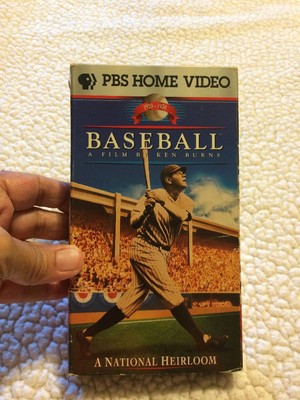 PBS HOME VIDEO
BASEBALL
A FILM BY KEN BURNS
A NATIONAL HEIRLOOM